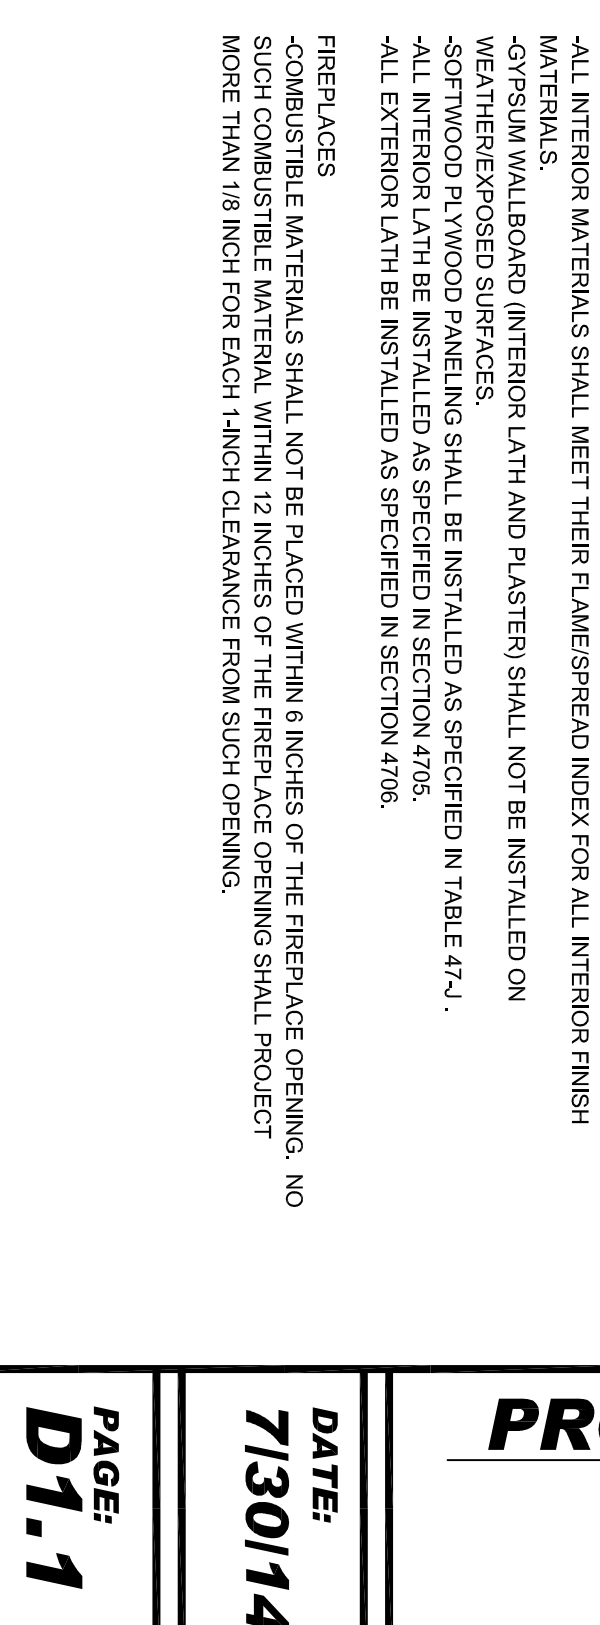 -ALL INTERIOR MATERIALS SHALL MEET THEIR FLAME/SPREAD INDEX FOR ALL INTERIOR FINISH
MATERIALS.
-GYPSUM WALLBOARD (INTERIOR LATH AND PLASTER) SHALL NOT BE INSTALLED ON
WEATHER/EXPOSED SURFACES.
-SOFTWOOD PLYWOOD PANELING SHALL BE INSTALLED AS SPECIFIED IN TABLE 47-J .
-ALL INTERIOR LATH BE INSTALLED AS SPECIFIED IN SECTION 4705.
-ALL EXTERIOR LATH BE INSTALLED AS SPECIFIED IN SECTION 4706.
FIREPLACES
-COMBUSTIBLE MATERIALS SHALL NOT BE PLACED WITHIN 6 INCHES OF THE FIREPLACE OPENING.  NO
SUCH COMBUSTIBLE MATERIAL WITHIN 12 INCHES OF THE FIREPLACE OPENING SHALL PROJECT
MORE THAN 1/8 INCH FOR EACH 1-INCH CLEARANCE FROM SUCH OPENING.
DATE:
7/30/14
PAGE:
D1.1